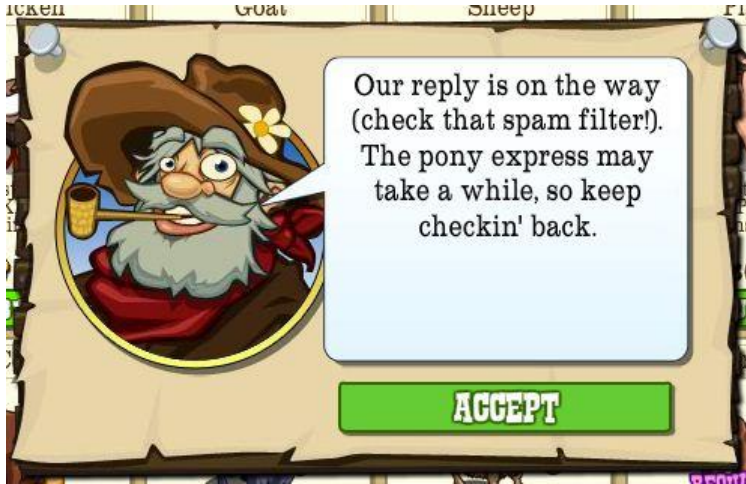 Goat
Sheep
Our reply is on the way
(check that spam filter!).
The pony express may
take a while, so keep
checkin' back.
ACCEPT